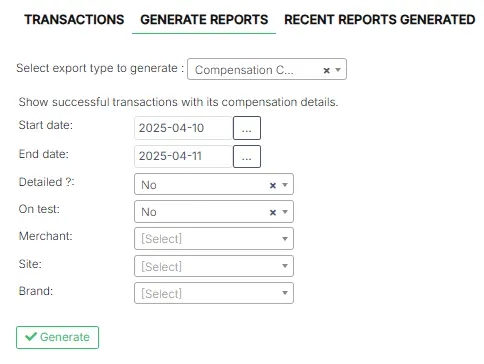 TRANSACTIONS GENERATE REPORTS RECENT REPORTS GENERATED
Select export type to generate : Compensation C... ×
Show successful transactions with its compensation details.
Start date: 2025-04-10 ...
End date: 2025-04-11 ...
Detailed ?: No ×
On test: No ×
Merchant: [Select]
Site: [Select]
Brand: [Select]
Generate